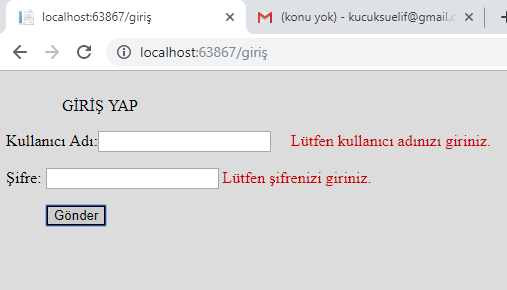 localhost:63867/giriş
(konu yok) - kucuksuelif@gmail.c
localhost:63867/giriş
GİRİŞ YAP
Kullanıcı Adı: Lütfen kullanıcı adınızı giriniz.
Şifre: Lütfen şifrenizi giriniz.
Gönder